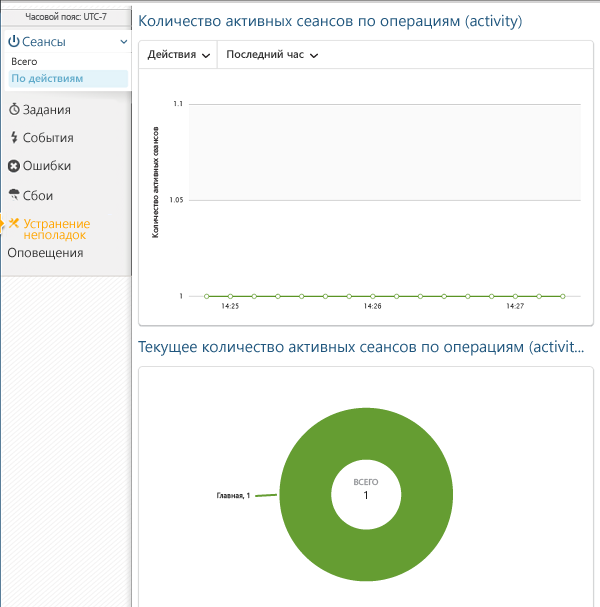 Часовой пояс: UTC-7
Сеансы
Всего
По действиям
Задания
События
Ошибки
Сбои
Устранение
неполадок
Оповещения
Количество активных сеансов по операциям (activity)
Действия
Последний час
Количество активных сеансов
1.1
1.05
1
14:25
14:26
14:27
Текущее количество активных сеансов по операциям (activit...
Главная, 1
ВСЕГО
1